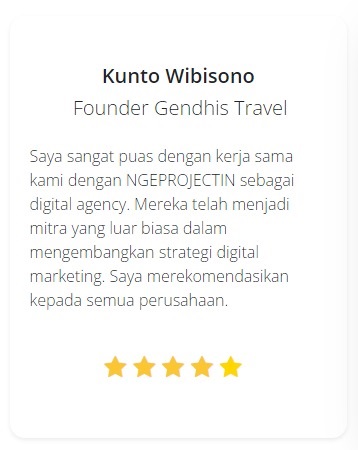 Kunto Wibisono
Founder Gendhis Travel
Saya sangat puas dengan kerja sama
kami dengan NGEPROJECTIN sebagai
digital agency. Mereka telah menjadi
mitra yang luar biasa dalam
mengembangkan strategi digital
marketing. Saya merekomendasikan
kepada semua perusahaan.